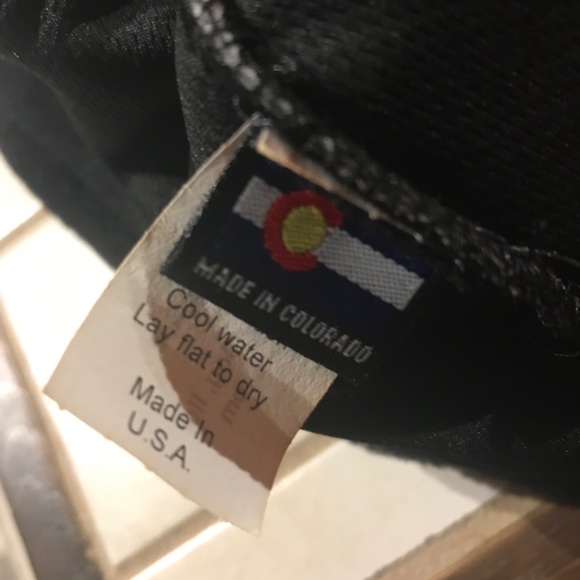 MADE IN COLORADO
Cool water
Lay flat to dry
Made In
U.S.A.